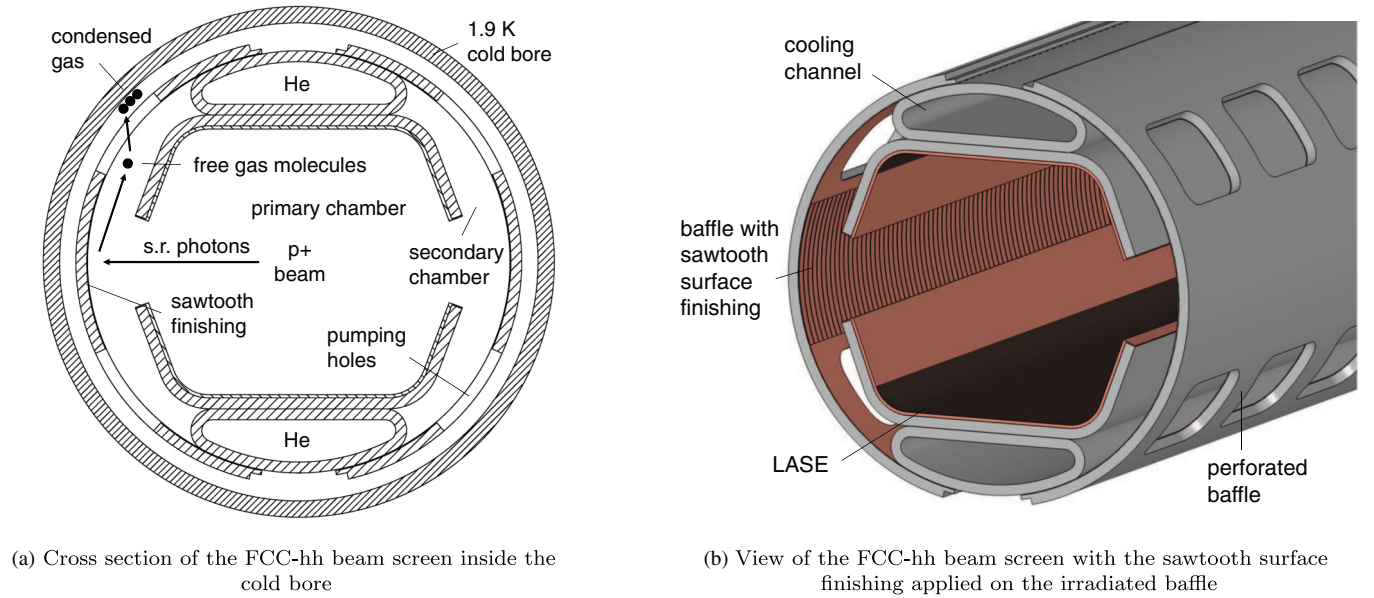 condensed
gas
1.9 K
cold bore
He
free gas molecules
primary chamber
s.r. photons
p+
beam
secondary
chamber
sawtooth
finishing
pumping
holes
He
(a) Cross section of the FCC-hh beam screen inside the
cold bore
cooling
channel
baffle with
sawtooth
surface
finishing
LASE
perforated
baffle
(b) View of the FCC-hh beam screen with the sawtooth surface
finishing applied on the irradiated baffle